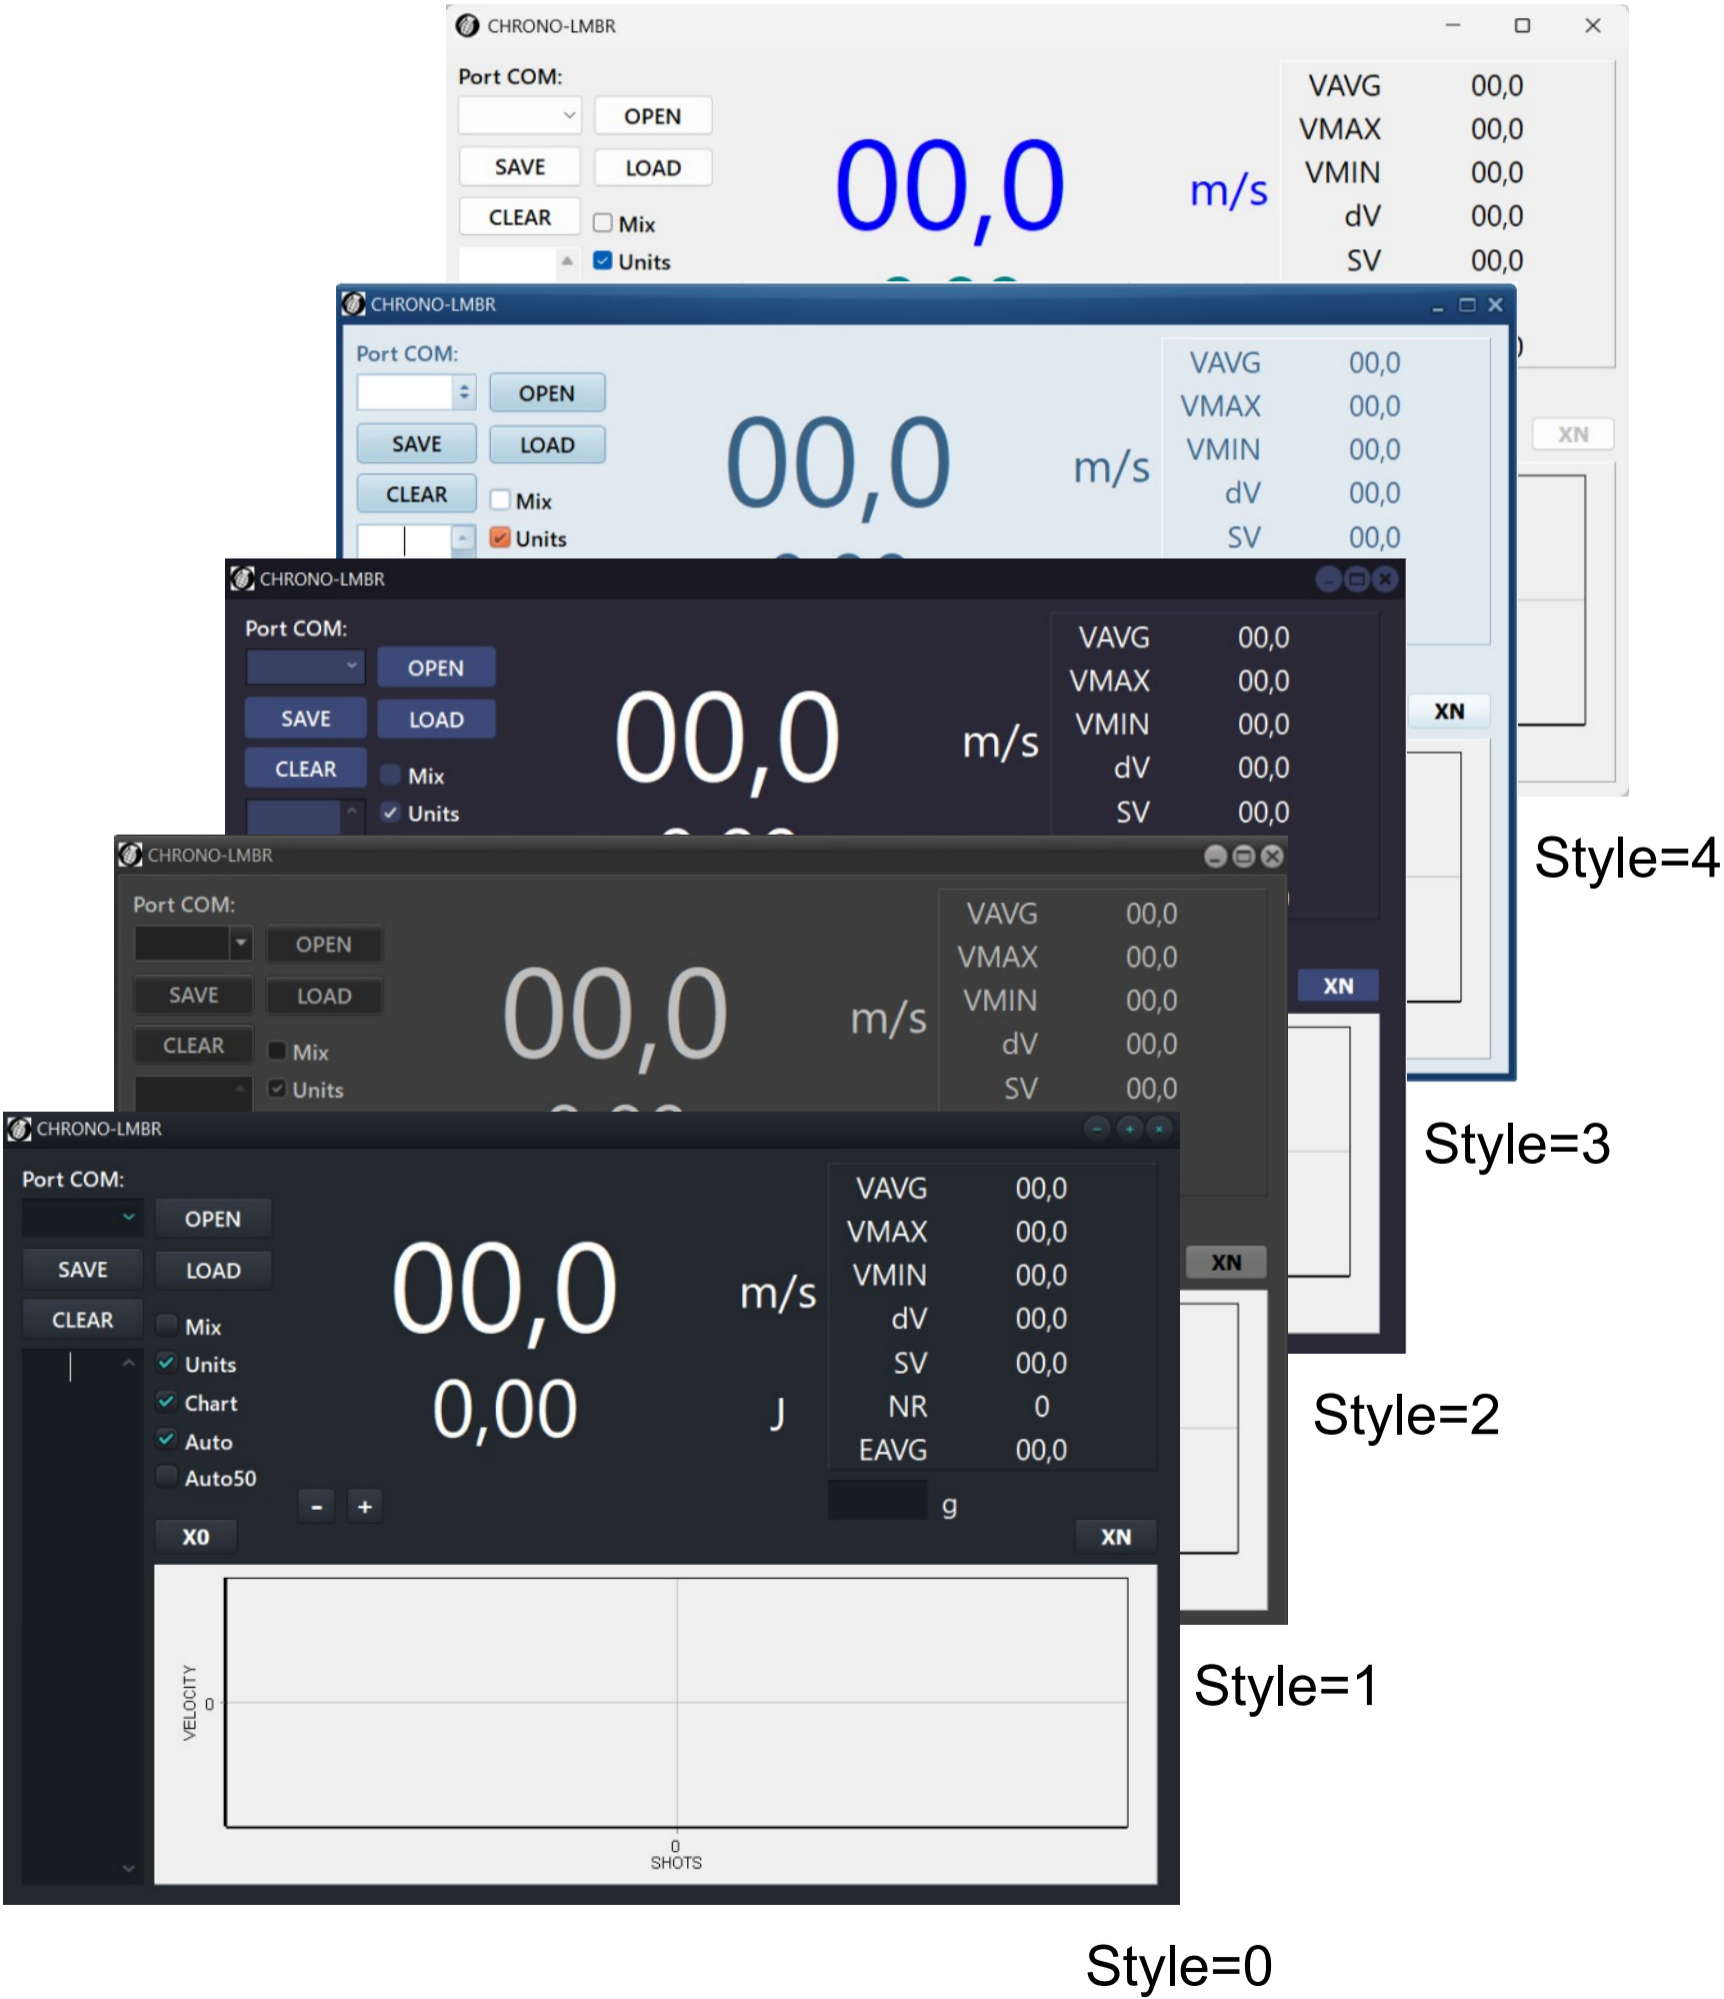 CHRONO-LMBR
Port COM:
OPEN
SAVE LOAD
CLEAR Mix
Units
00,0 m/s
VAVG 00,0
VMAX 00,0
VMIN 00,0
dV 00,0
SV 00,0
XN
Style=4
CHRONO-LMBR
Port COM:
OPEN
SAVE LOAD
CLEAR Mix
Units
00,0 m/s
VAVG 00,0
VMAX 00,0
VMIN 00,0
dV 00,0
SV 00,0
XN
Style=3
CHRONO-LMBR
Port COM:
OPEN
SAVE LOAD
CLEAR Mix
Units
00,0 m/s
VAVG 00,0
VMAX 00,0
VMIN 00,0
dV 00,0
SV 00,0
XN
Style=2
CHRONO-LMBR
Port COM:
OPEN
SAVE LOAD
CLEAR Mix
Units
00,0 m/s
VAVG 00,0
VMAX 00,0
VMIN 00,0
dV 00,0
SV 00,0
XN
Style=1
CHRONO-LMBR
Port COM:
OPEN
SAVE LOAD
CLEAR Mix
Units
Chart
Auto
Auto50
00,0 m/s
0,00 J
VAVG 00,0
VMAX 00,0
VMIN 00,0
dV 00,0
SV 00,0
NR 0
EAVG 00,0
- +
g
X0 XN
VELOCITY
0
0
SHOTS
Style=0